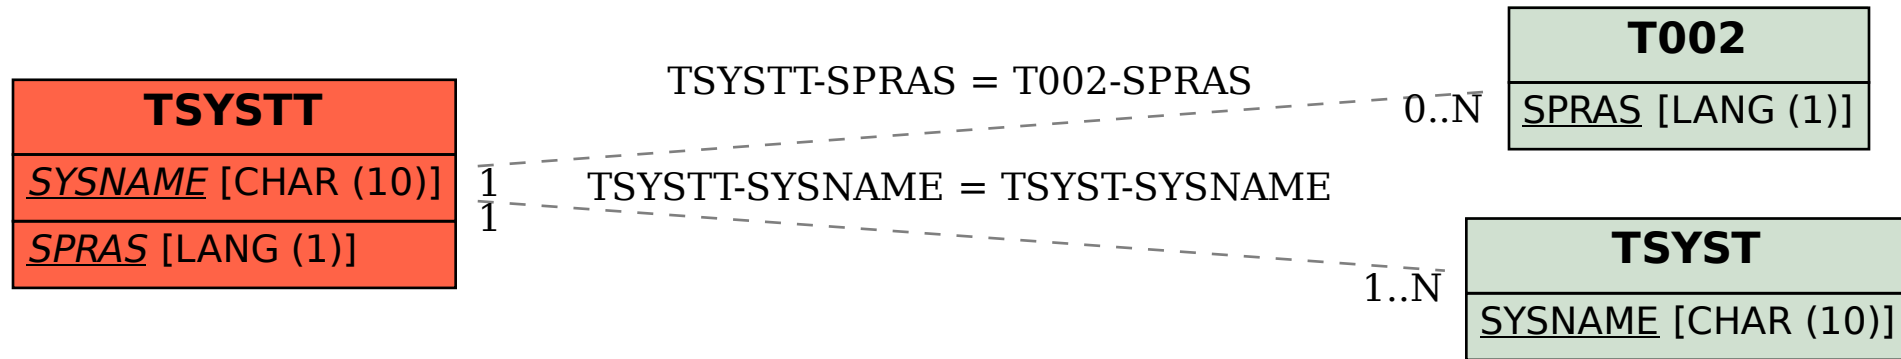 TSYSTT
SYSNAME [CHAR (10)]
SPRAS [LANG (1)]
TSYSTT-SPRAS = T002-SPRAS
0..N
1
TSYSTT-SYSNAME = TSYST-SYSNAME
1
1..N
T002
SPRAS [LANG (1)]
TSYST
SYSNAME [CHAR (10)]